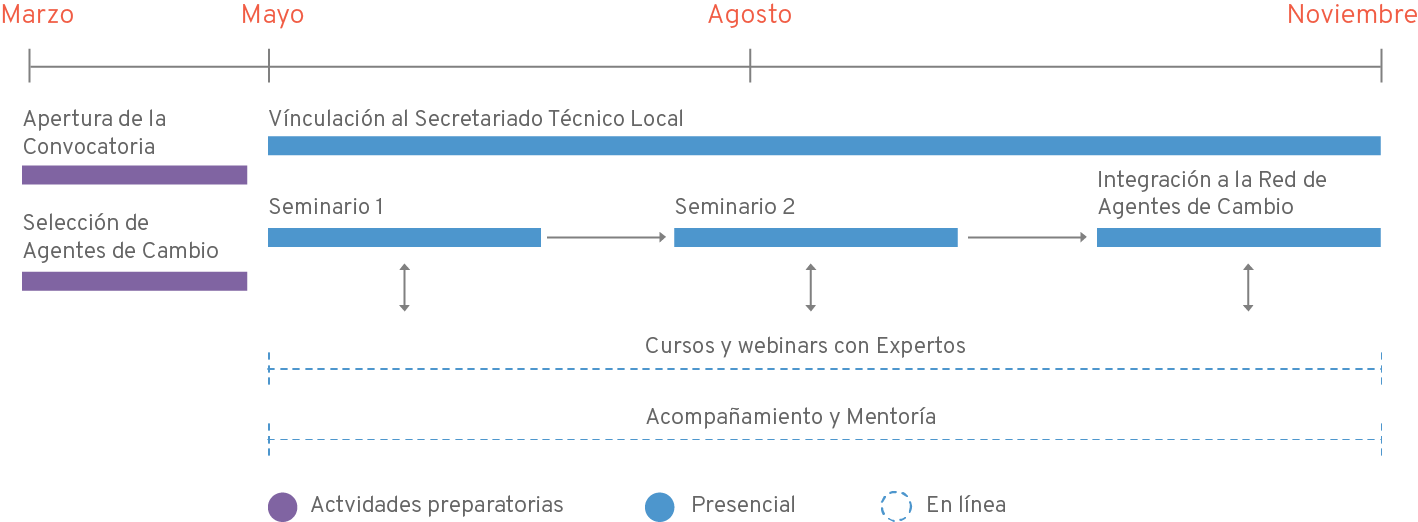 Marzo
Mayo
Agosto
Noviembre
Apertura de la
Convocatoria
Vínculación al Secretariado Técnico Local
Selección de
Agentes de Cambio
Seminario 1
Seminario 2
Integración a la Red de
Agentes de Cambio
Cursos y webinars con Expertos
Acompañamiento y Mentoría
Actvidades preparatorias
Presencial
En línea